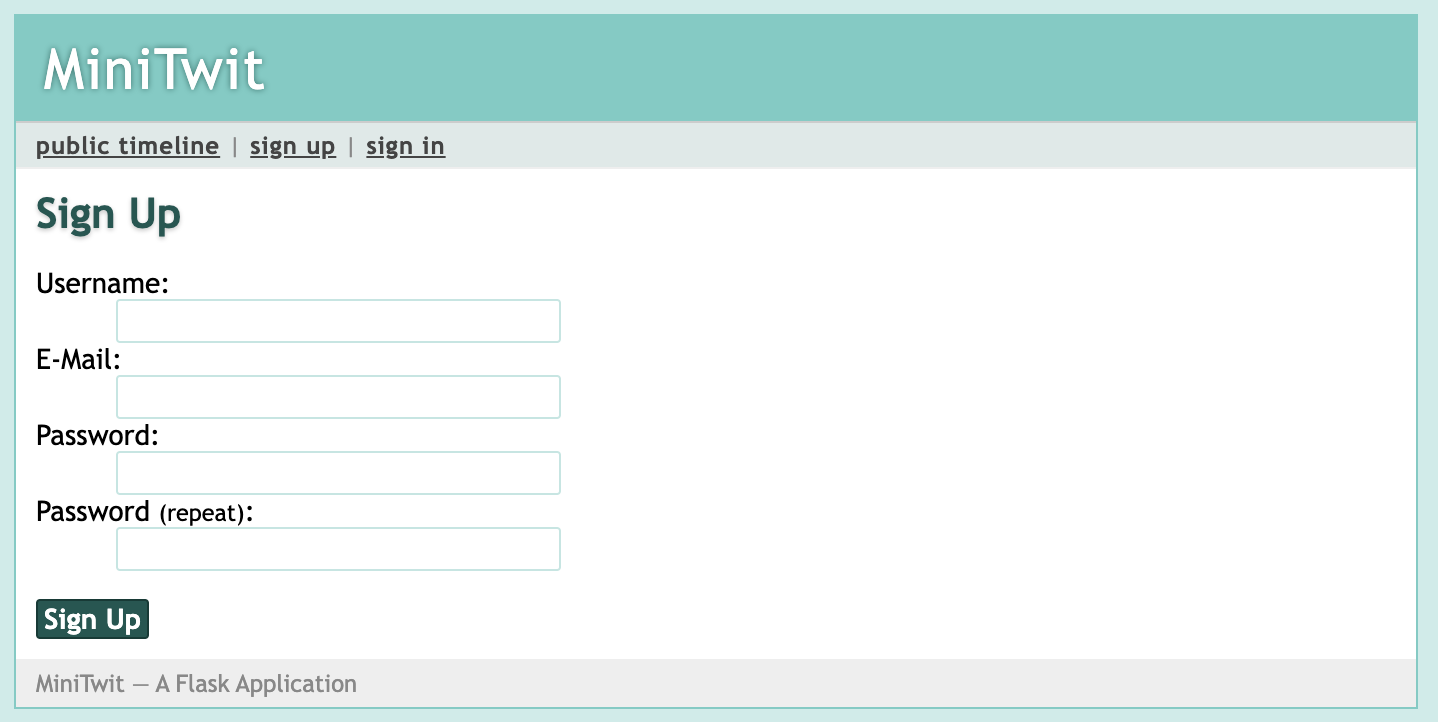 MiniTwit
public timeline | sign up | sign in
Sign Up
Username:
E-Mail:
Password:
Password (repeat):
Sign Up
MiniTwit — A Flask Application